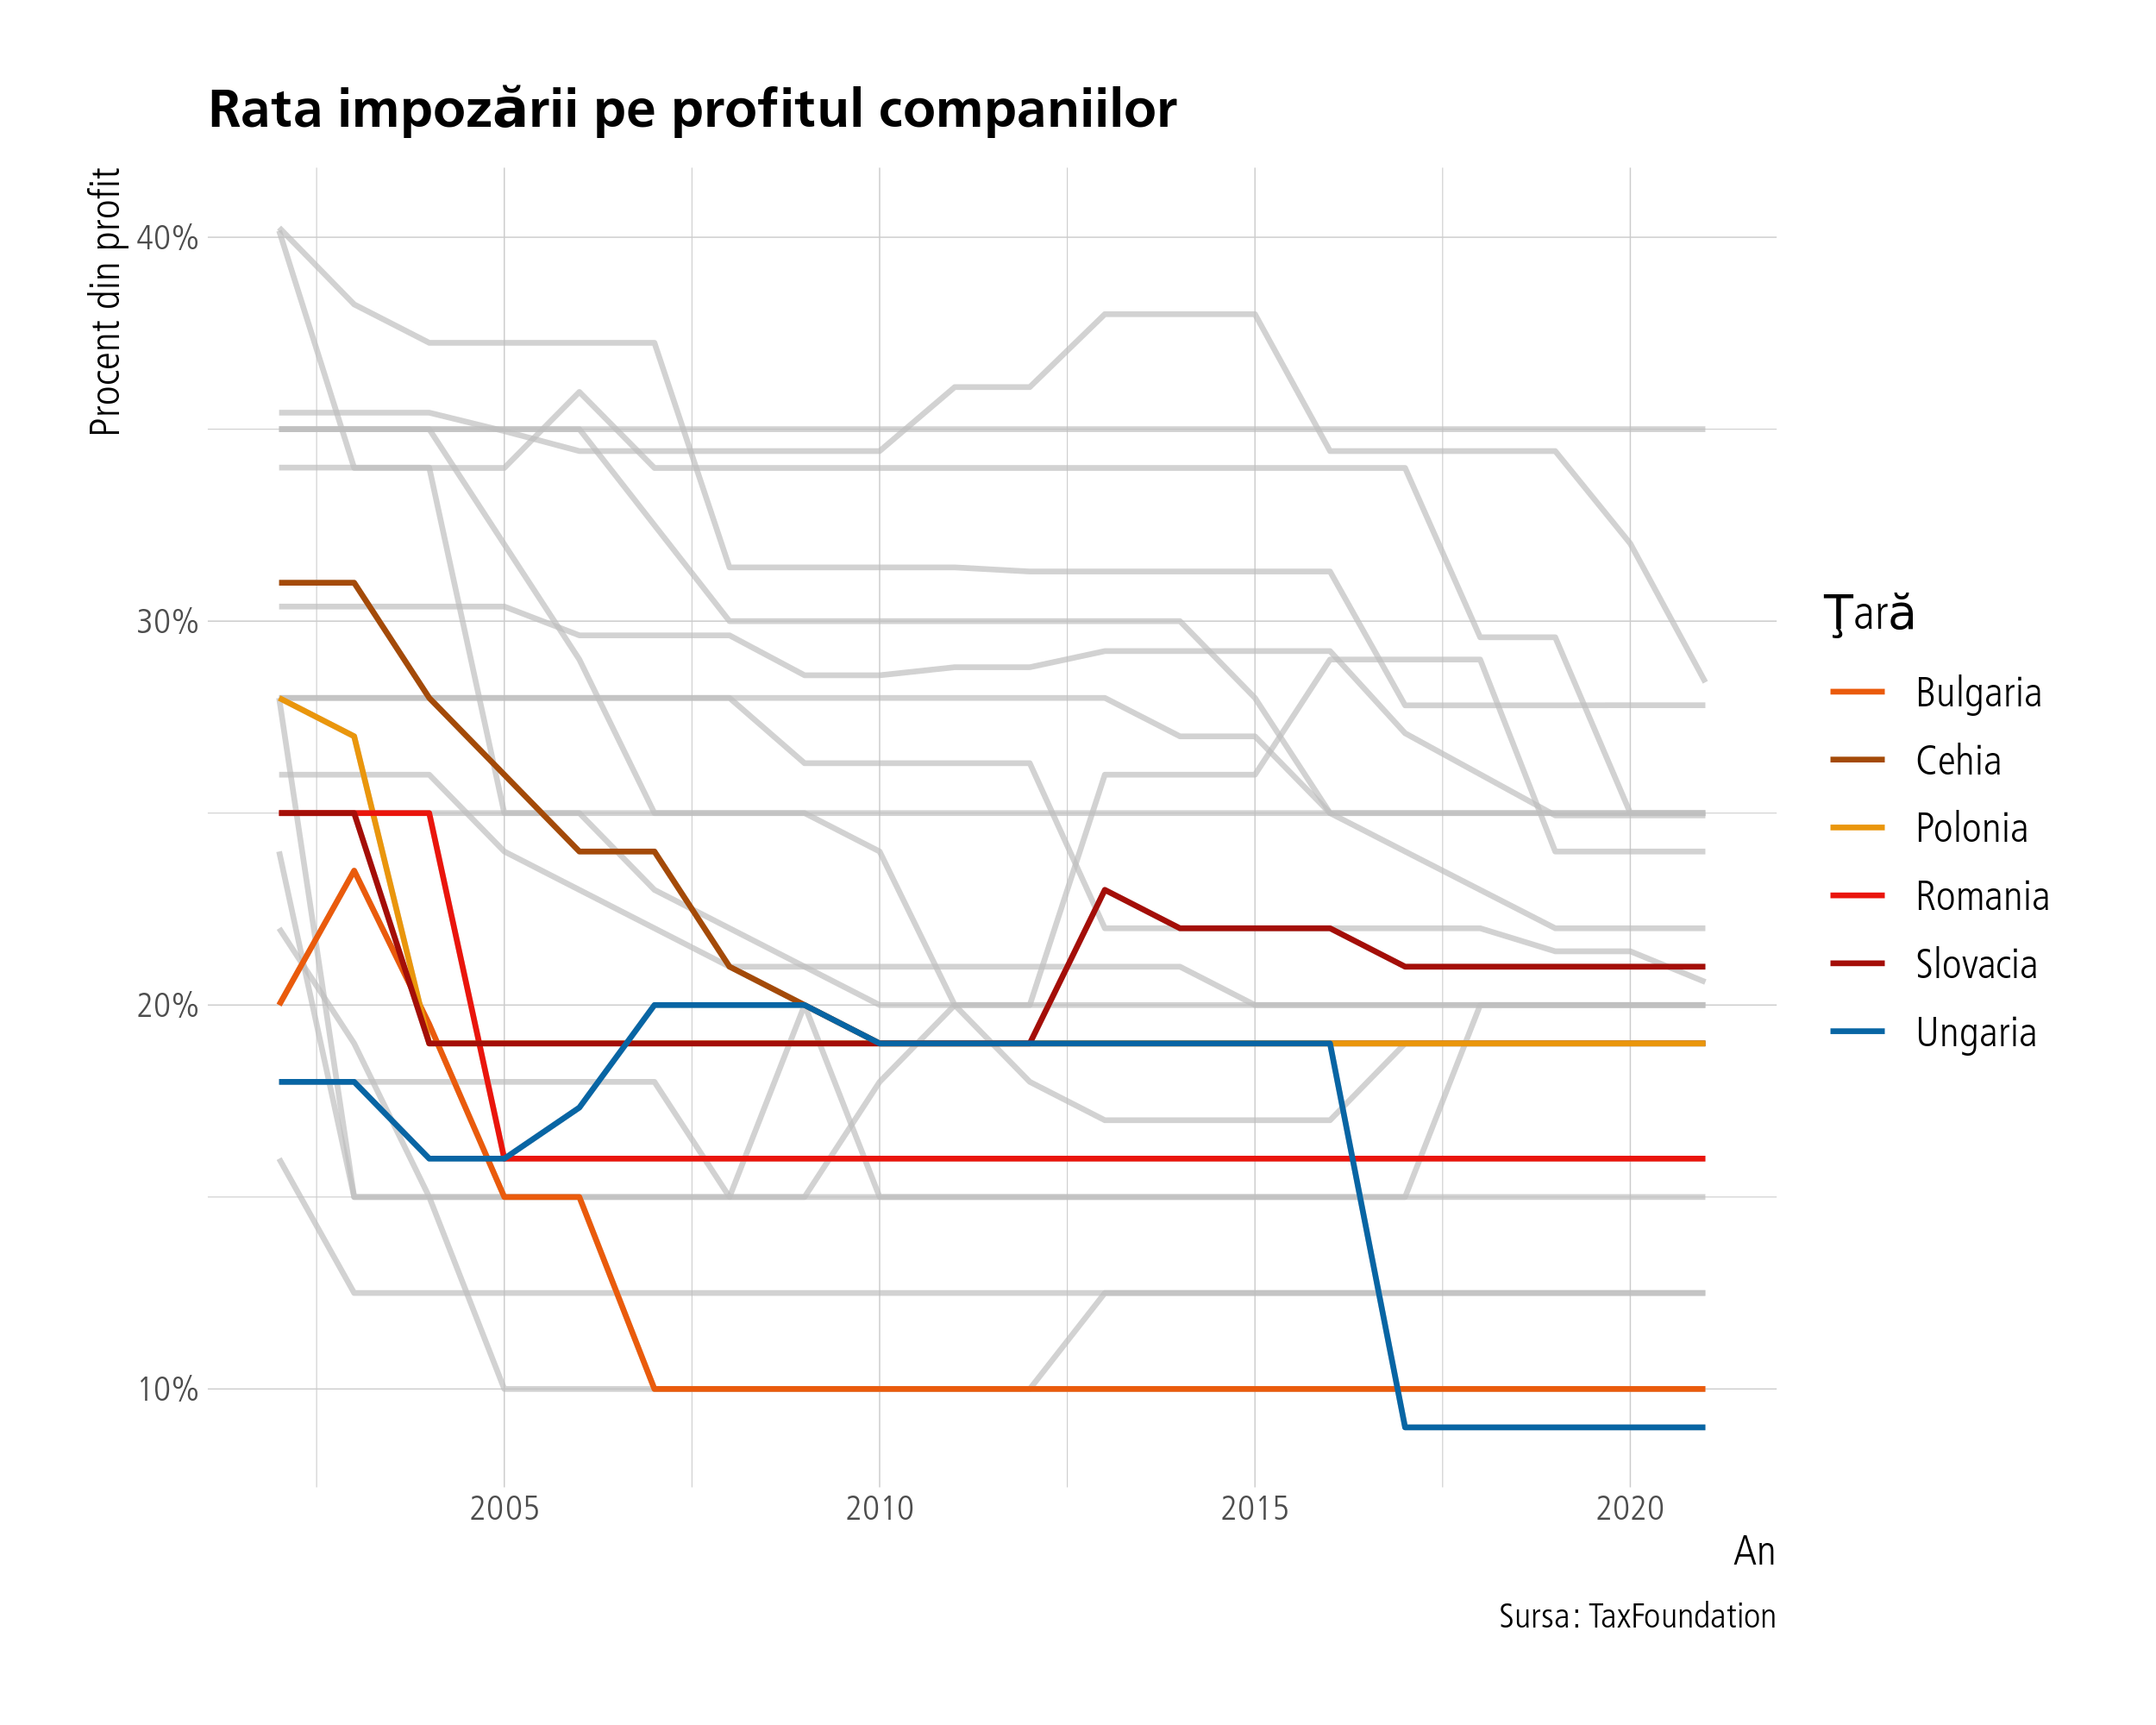 Rata impozării pe profitul companiilor
Procent din profit
40%
30%
20%
10%
2005
2010
2015
2020
An
Ţară
Bulgaria
Cehia
Polonia
Romania
Slovacia
Ungaria
Sursa: TaxFoundation